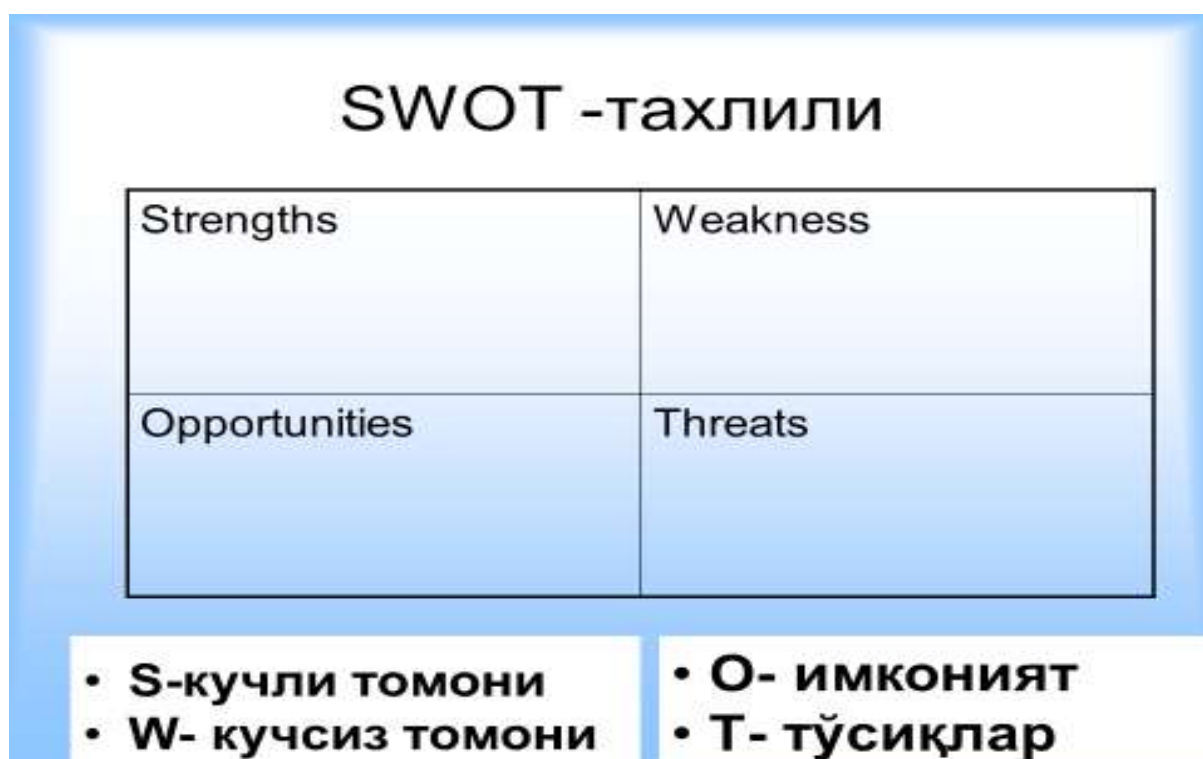 SWOT -тахлили
Strengths
Weakness
Opportunities
Threats
• S-кучли томони
• W- кучсиз томони
• O- имконият
• T- тўсиқлар